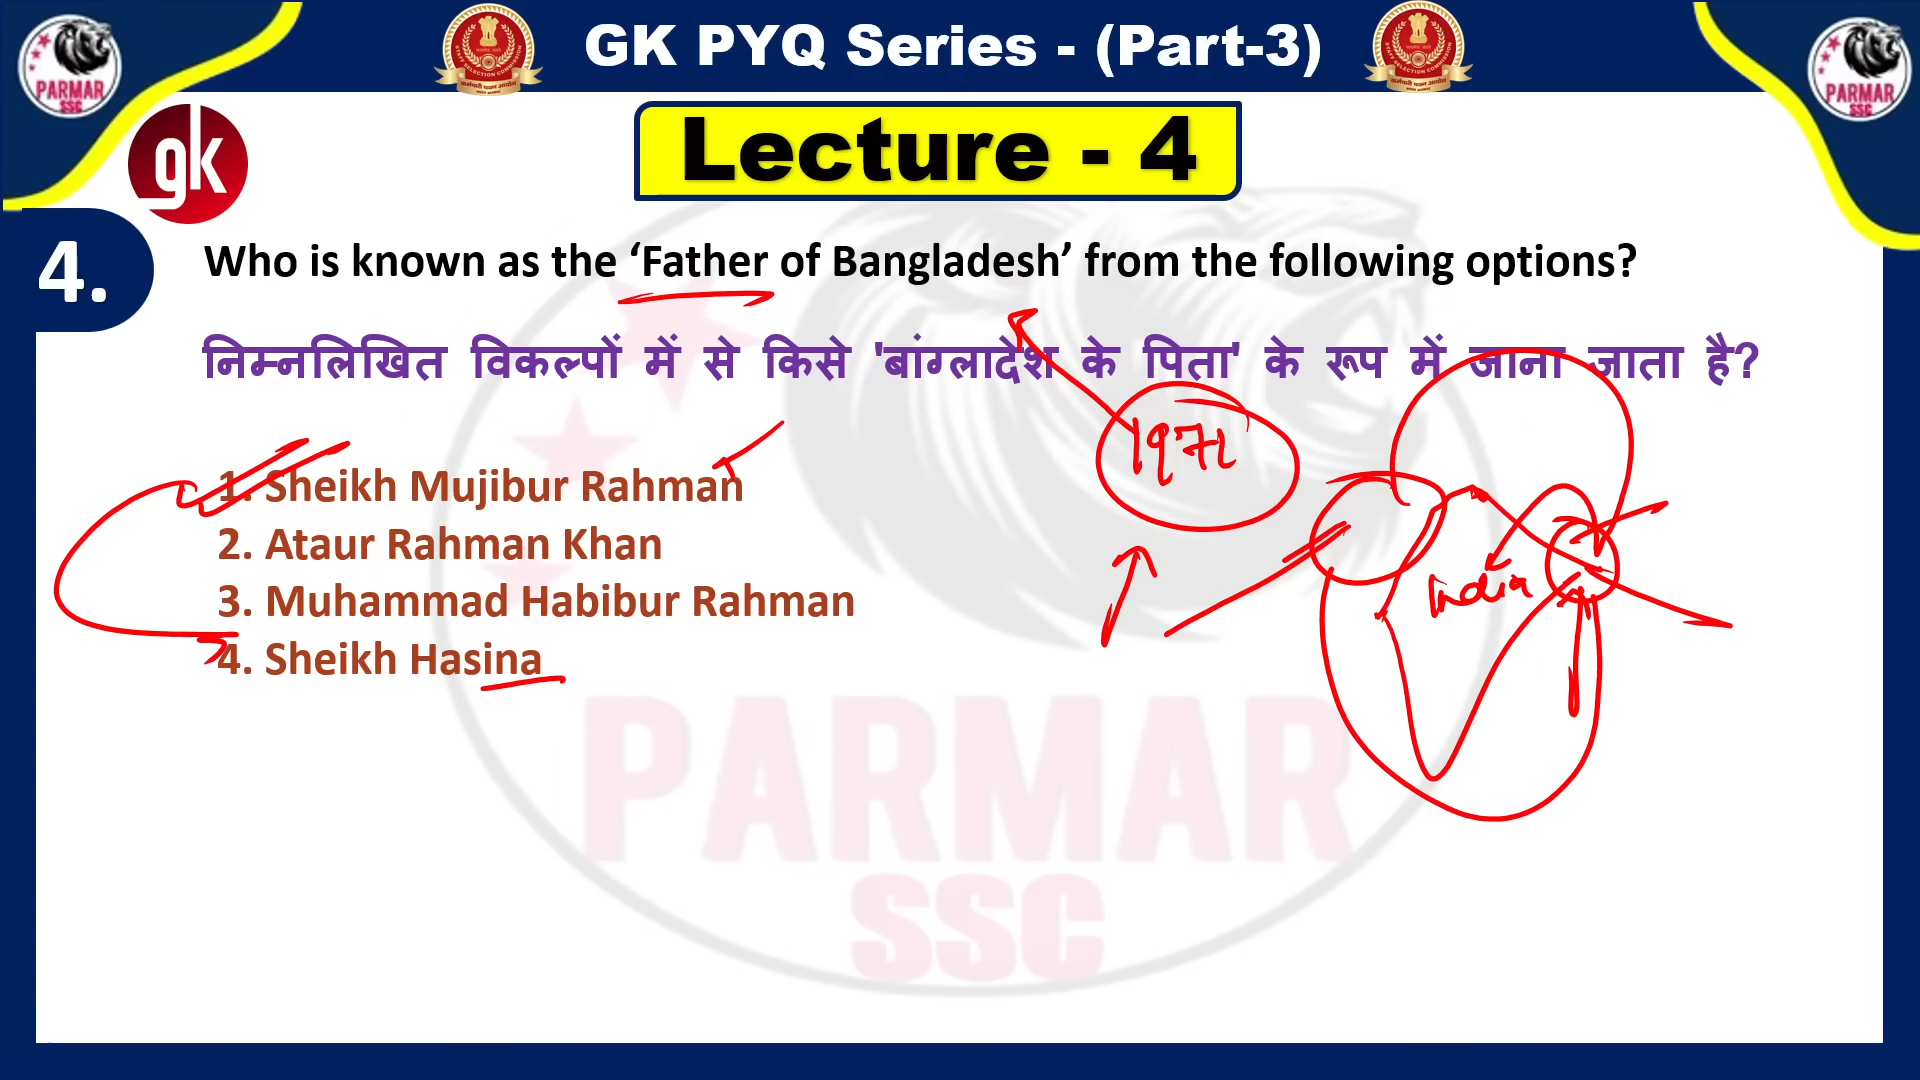 GK PYQ Series - (Part-3)
PARMAR
SSC
PARMAR
SSC
gk
Lecture - 4
4.
Who is known as the ‘Father of Bangladesh’ from the following options?
निम्नलिखित विकल्पों में से किसे 'बांग्लादेश के पिता' के रूप में जाना जाता है?
1971
1. Sheikh Mujibur Rahman
2. Ataur Rahman Khan
3. Muhammad Habibur Rahman
4. Sheikh Hasina
India
PARMAR
SSC